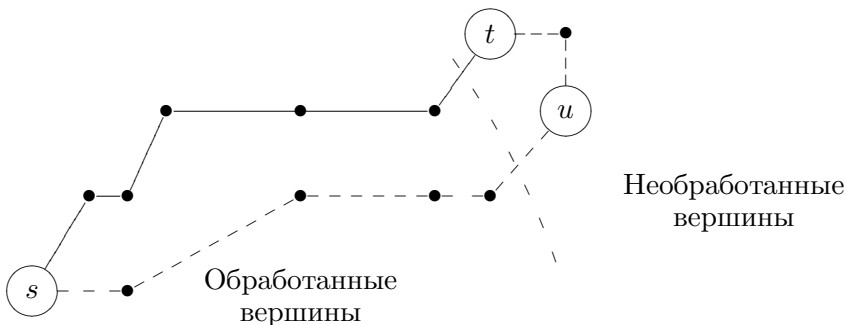 t
u
Необработанные
вершины
s
Обработанные
вершины